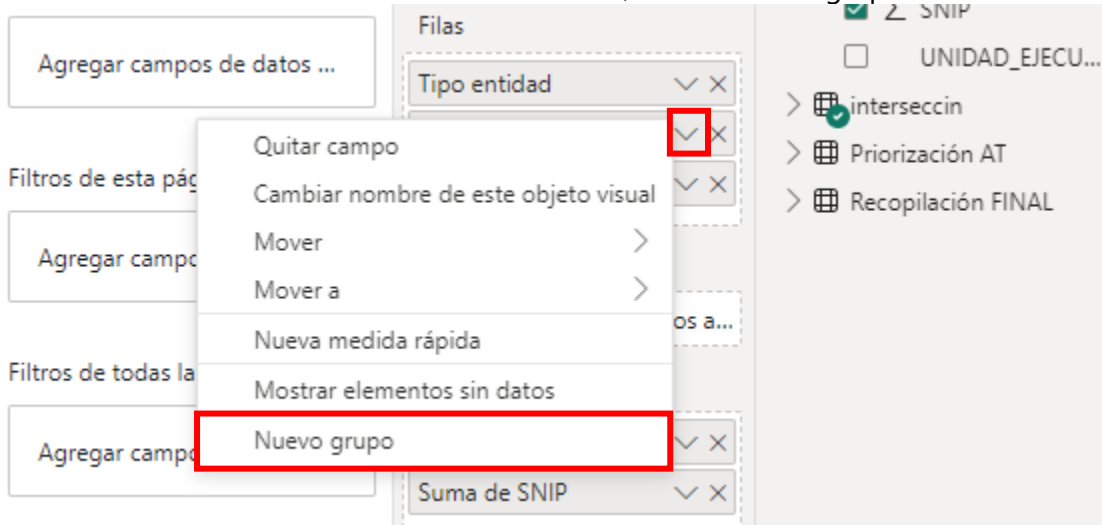 Filas
Σ SNIP
Agregar campos de datos ...
UNIDAD_EJECU...
Tipo entidad
interseccin
Quitar campo
Priorización AT
Filtros de esta pág
Cambiar nombre de este objeto visual
Recopilación FINAL
Mover
Agregar campo
Mover a
os a...
Nueva medida rápida
Filtros de todas la
Mostrar elementos sin datos
Nuevo grupo
Agregar campo
Suma de SNIP